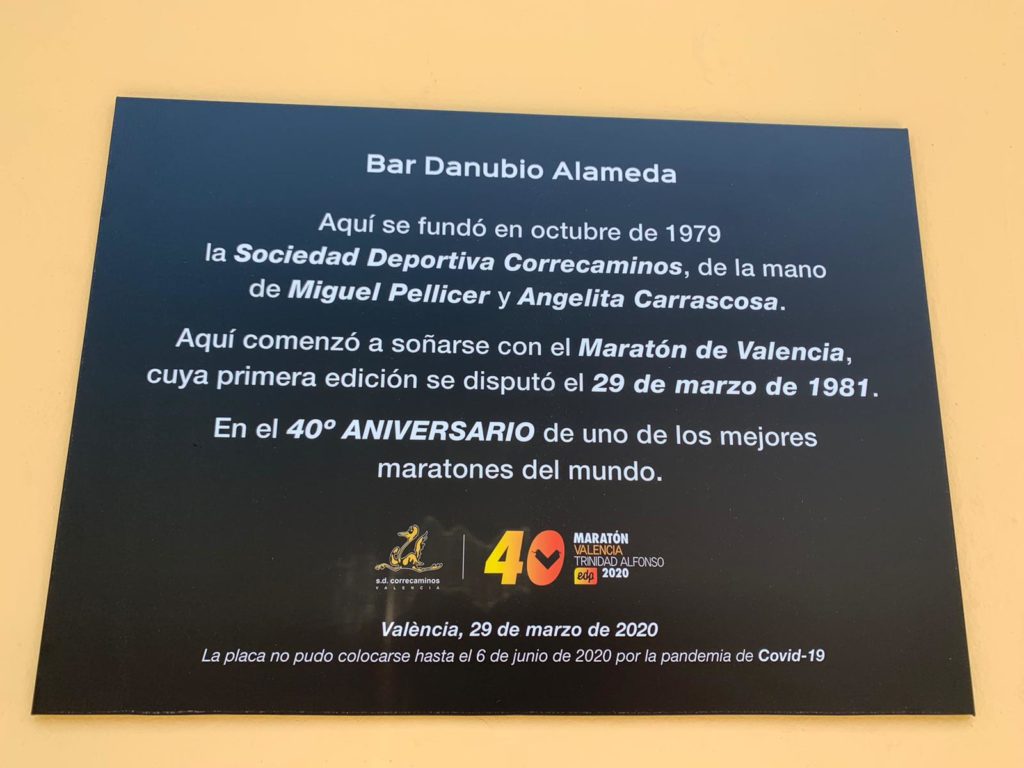 Bar Danubio Alameda
Aquí se fundó en octubre de 1979
la Sociedad Deportiva Correcaminos, de la mano
de Miguel Pellicer y Angelita Carrascosa.
Aquí comenzó a soñarse con el Maratón de Valencia,
cuya primera edición se disputó el 29 de marzo de 1981.
En el 40º ANIVERSARIO de uno de los mejores
maratones del mundo.
s.d. correcaminos
VALENCIA
40
MARATÓN
VALENCIA
TRINIDAD ALFONSO
edp 2020
València, 29 de marzo de 2020
La placa no pudo colocarse hasta el 6 de junio de 2020 por la pandemia de Covid-19